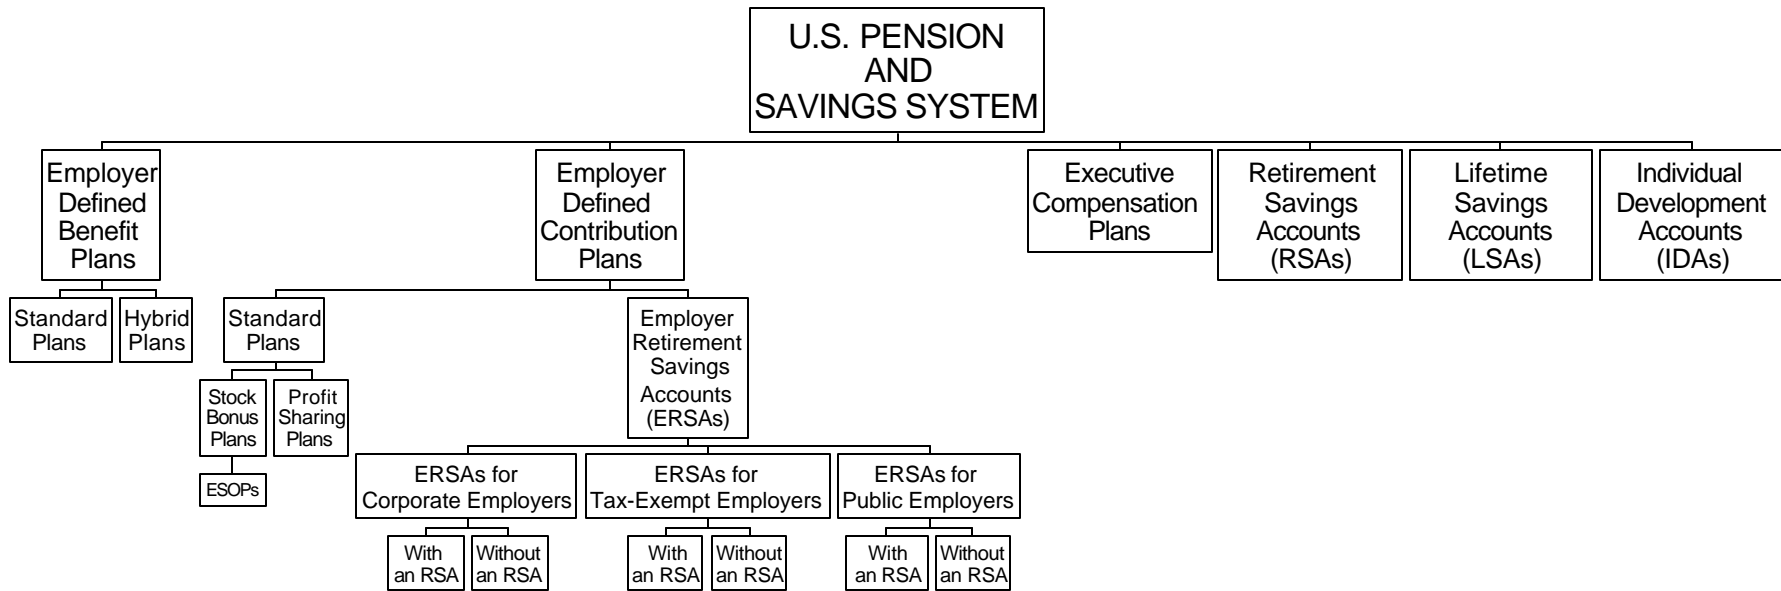 U.S. PENSION
AND
SAVINGS SYSTEM
Employer
Defined
Benefit
Plans
Employer
Defined
Contribution
Plans
Executive
Compensation
Plans
Retirement
Savings
Accounts
(RSAs)
Lifetime
Savings
Accounts
(LSAs)
Individual
Development
Accounts
(IDAs)
Standard
Plans
Hybrid
Plans
Standard
Plans
Employer
Retirement
Savings
Accounts
(ERSAs)
Stock
Bonus
Plans
Profit
Sharing
Plans
ESOPs
ERSAs for
Corporate Employers
ERSAs for
Tax-Exempt Employers
ERSAs for
Public Employers
With
an RSA
Without
an RSA
With
an RSA
Without
an RSA
With
an RSA
Without
an RSA